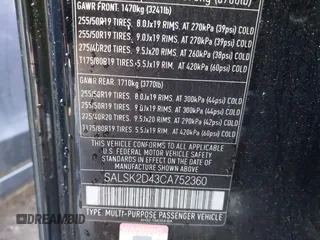 GAWR FRONT: 1470kg (3241lb)
255/50R19 TIRES, 8.0Jx19 RIMS, AT 270kPa (39psi) COLD
255/50R19 TIRES, 9.0Jx19 RIMS, AT 270kPa (39psi) COLD
275/40R20 TIRES, 9.5Jx20 RIMS, AT 260kPa (38psi) COLD
T175/80R19 TIRES, 5.5Jx19 RIMS, AT 420kPa (60psi) COLD
GAWR REAR: 1710kg (3770lb)
255/50R19 TIRES, 8.0Jx19 RIMS, AT 300kPa (44psi) COLD
255/50R19 TIRES, 9.0Jx19 RIMS, AT 300kPa (44psi) COLD
275/40R20 TIRES, 9.5Jx20 RIMS, AT 290kPa (42psi) COLD
T175/80R19 TIRES, 5.5Jx19 RIMS, AT 420kPa (60psi) COLD
THIS VEHICLE CONFORMS TO ALL APPLICABLE
FEDERAL MOTOR VEHICLE SAFETY AND THEFT
PREVENTION STANDARDS IN EFFECT ON THE DATE
OF MANUFACTURE SHOWN ABOVE.
SALSK2D43CA752360
TYPE: MULTI-PURPOSE PASSENGER VEHICLE
DREAMBID